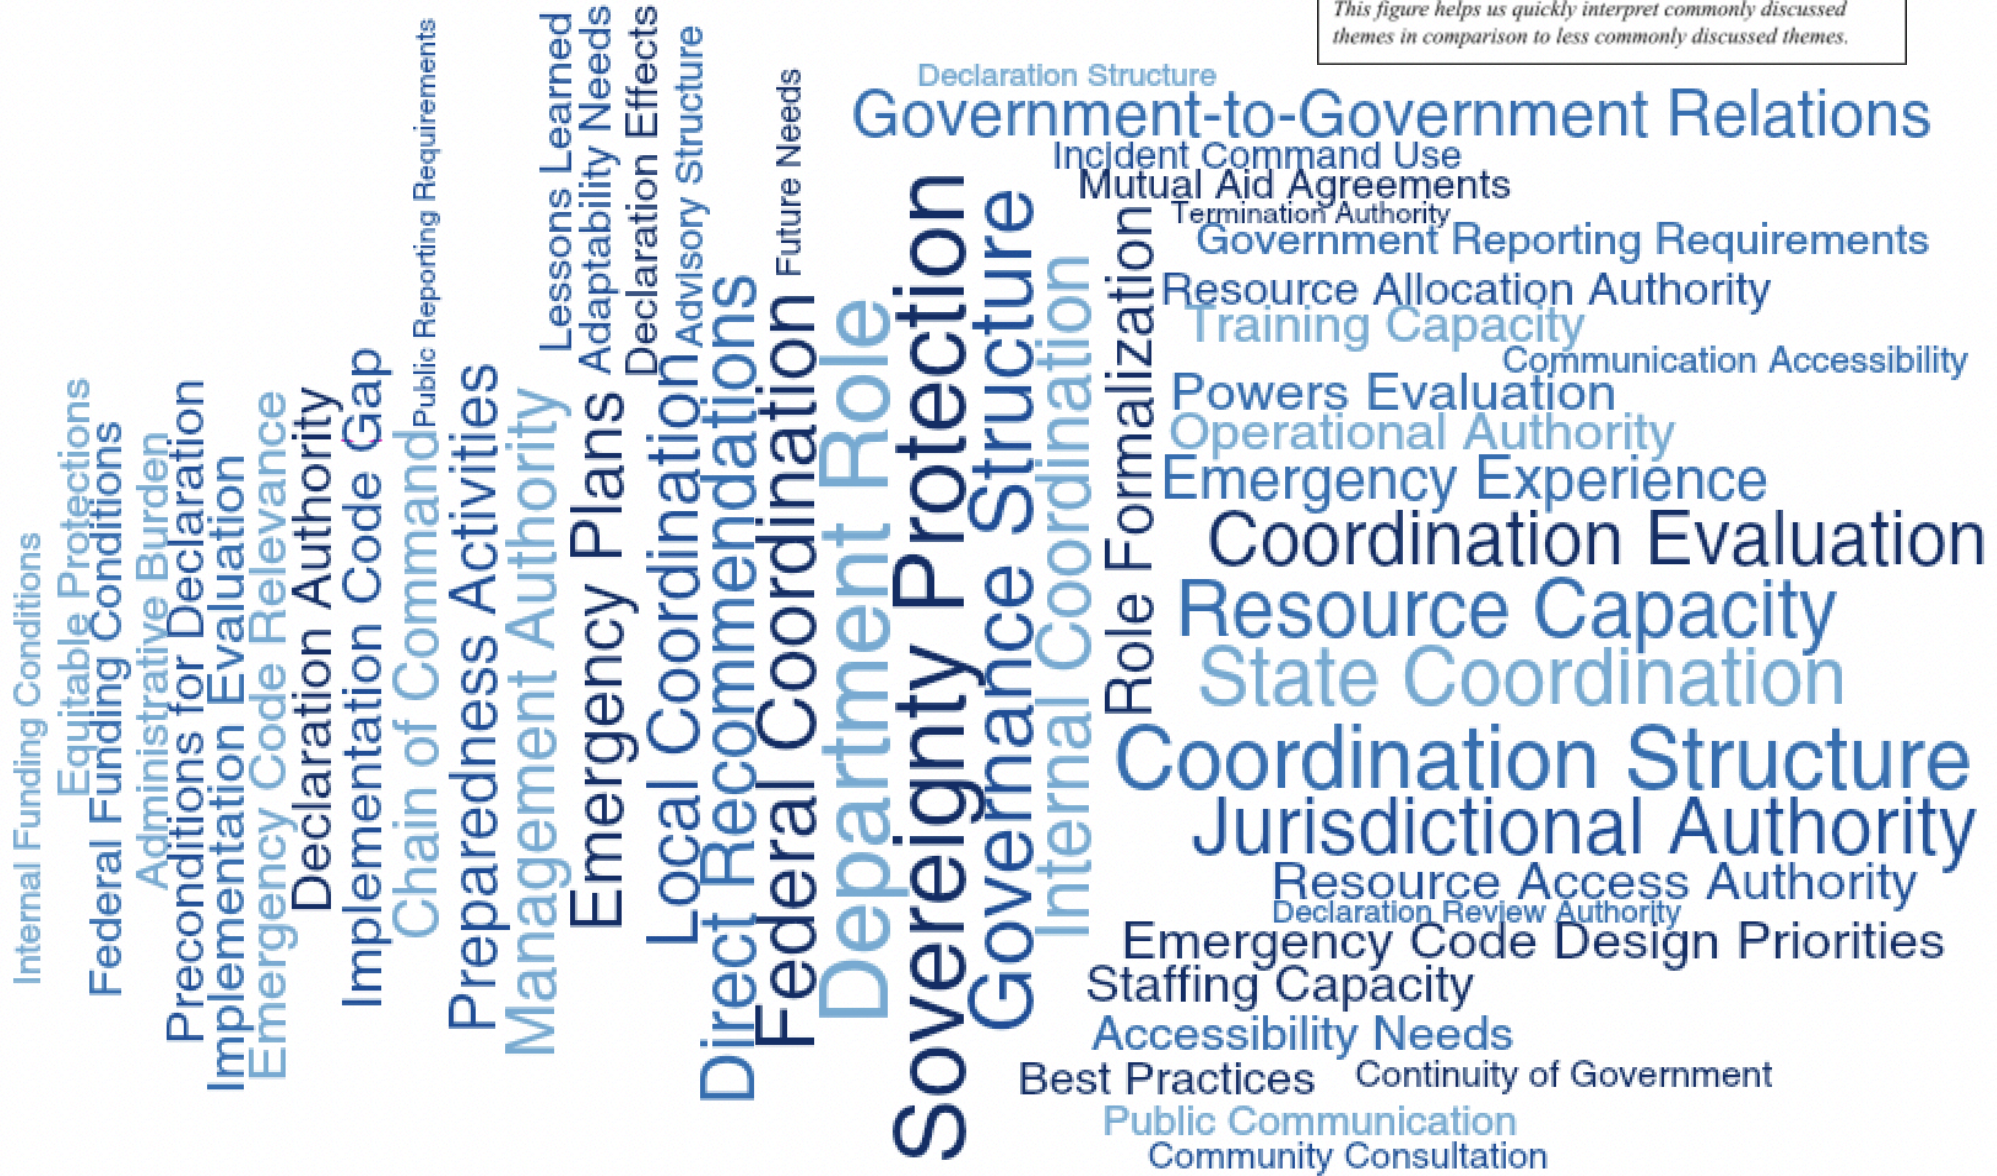 This figure helps us quickly interpret commonly discussed
themes in comparison to less commonly discussed themes.
Internal Funding Conditions
Equitable Protections
Federal Funding Conditions
Administrative Burden
Preconditions for Declaration
Implementation Evaluation
Emergency Code Relevance
Declaration Authority
Implementation Code Gap
Chain of Command
Public Reporting Requirements
Preparedness Activities
Management Authority
Lessons Learned
Adaptability Needs
Emergency Plans
Declaration Effects
Local Coordination
Advisory Structure
Direct Recommendations
Future Needs
Federal Coordination
Department Role
Sovereignty Protection
Governance Structure
Internal Coordination
Role Formalization
Declaration Structure
Government-to-Government Relations
Incident Command Use
Mutual Aid Agreements
Termination Authority
Government Reporting Requirements
Resource Allocation Authority
Training Capacity
Communication Accessibility
Powers Evaluation
Operational Authority
Emergency Experience
Coordination Evaluation
Resource Capacity
State Coordination
Coordination Structure
Jurisdictional Authority
Resource Access Authority
Declaration Review Authority
Emergency Code Design Priorities
Staffing Capacity
Accessibility Needs
Best Practices
Continuity of Government
Public Communication
Community Consultation